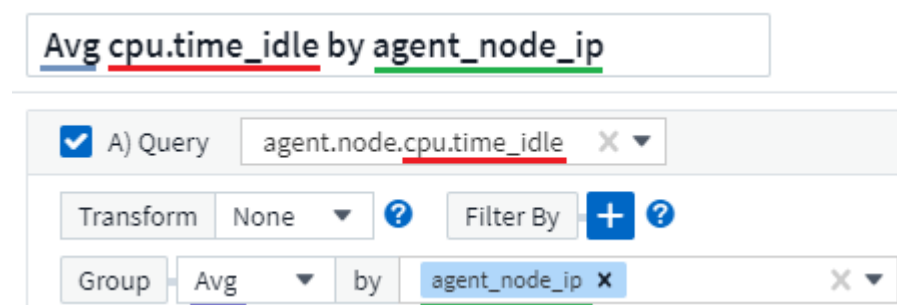 Avg cpu.time_idle by agent_node_ip
A) Query agent.node.cpu.time_idle
Transform None ? Filter By + ?
Group Avg by agent_node_ip x